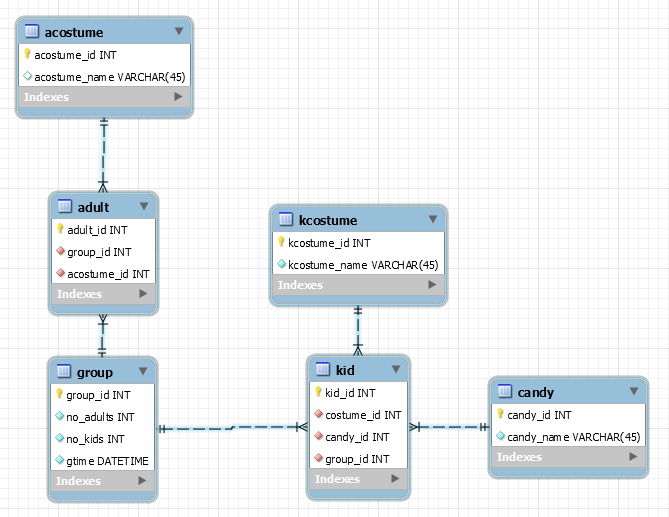 acostume
acostume_id INT
acostume_name VARCHAR(45)
Indexes
adult
adult_id INT
group_id INT
acostume_id INT
Indexes
kcostume
kcostume_id INT
kcostume_name VARCHAR(45)
Indexes
group
group_id INT
no_adults INT
no_kids INT
gtime DATETIME
Indexes
kid
kid_id INT
costume_id INT
candy_id INT
group_id INT
Indexes
candy
candy_id INT
candy_name VARCHAR(45)
Indexes